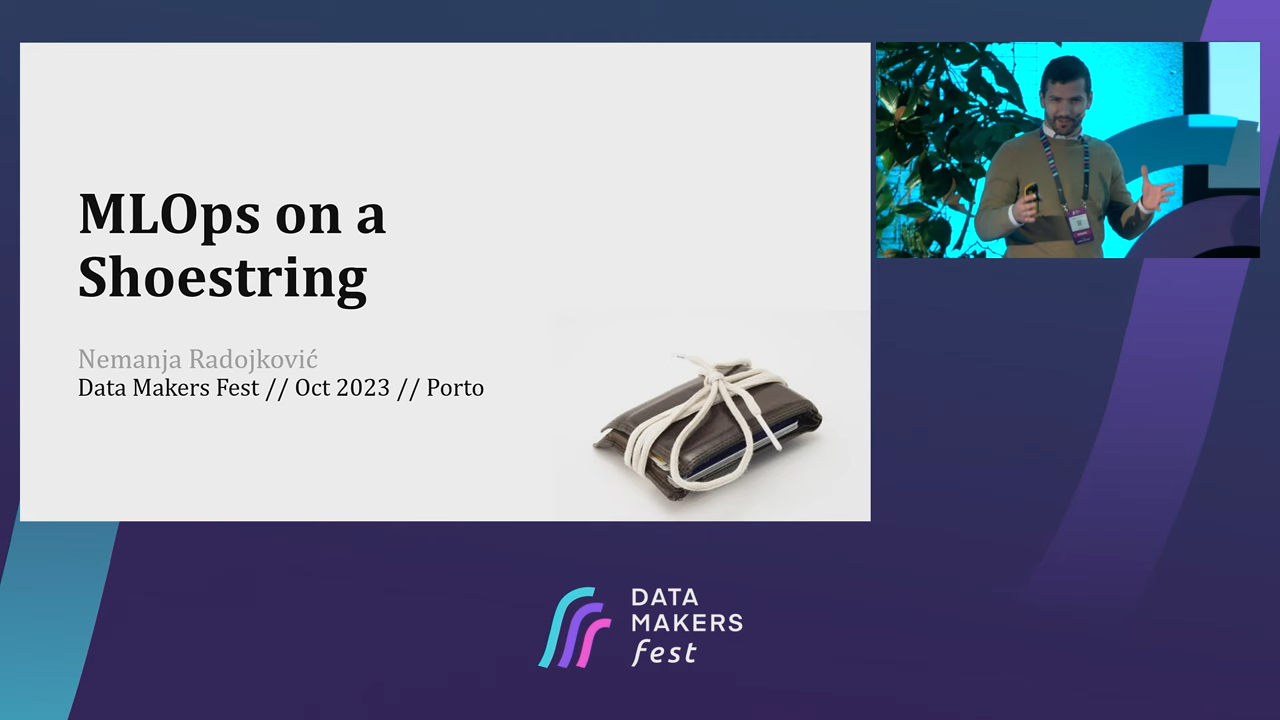 MLOps on a
Shoestring
Nemanja Radojković
Data Makers Fest // Oct 2023 // Porto
DATA
MAKERS
fest